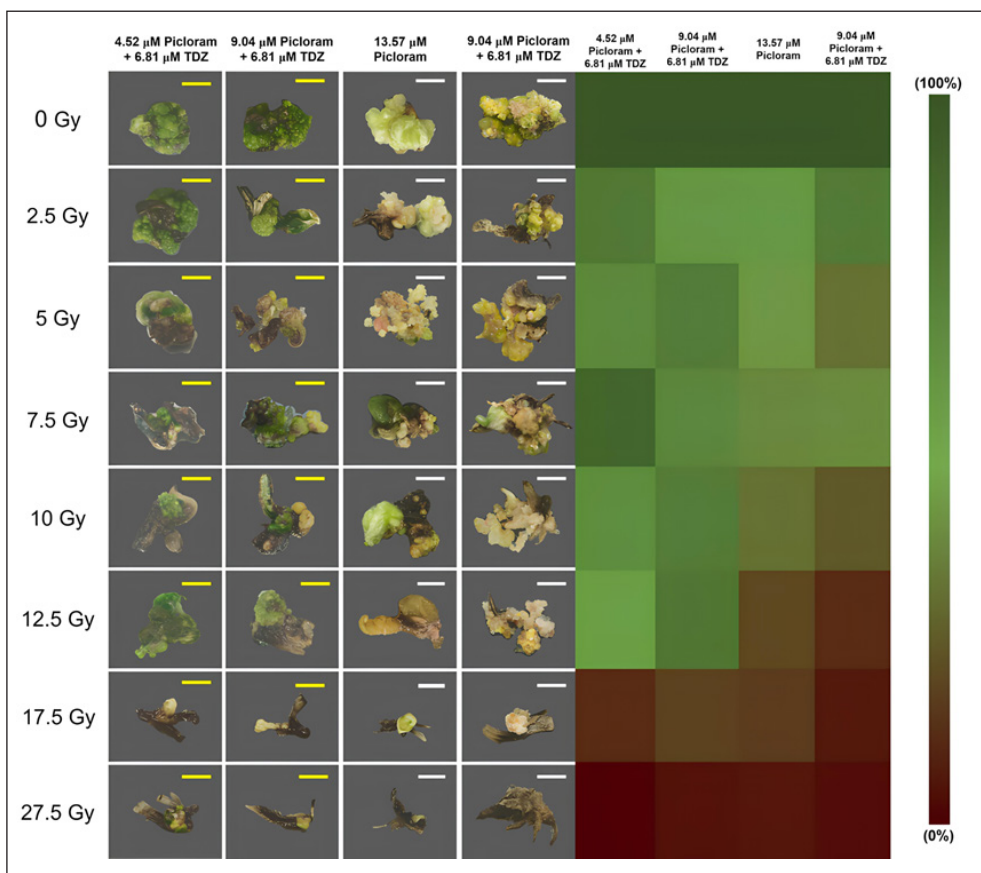 4.52 µM Picloram
+ 6.81 µM TDZ
9.04 µM Picloram
+ 6.81 µM TDZ
13.57 µM
Picloram
9.04 µM Picloram
+ 6.81 µM TDZ
4.52 µM
Picloram +
6.81 µM TDZ
9.04 µM
Picloram +
6.81 µM TDZ
13.57 µM
Picloram
9.04 µM
Picloram +
6.81 µM TDZ
(100%)
0 Gy
2.5 Gy
5 Gy
7.5 Gy
10 Gy
12.5 Gy
17.5 Gy
27.5 Gy
(0%)